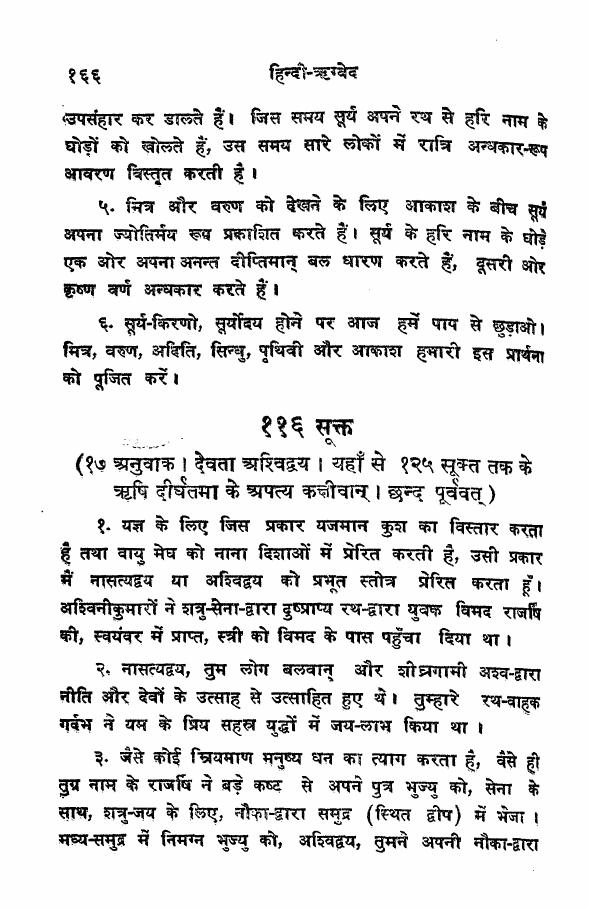 १६६ हिन्दी-ऋग्वेद
उपसंहार कर डालते हैं। जिस समय सूर्य अपने रथ से हरि नाम के
घोड़ों को खोलते हैं, उस समय सारे लोकों में रात्रि अन्धकार-रूप
आवरण विस्तृत करती है।
५. मित्र और वरुण को देखने के लिए आकाश के बीच सूर्य
अपना ज्योतिर्मय रूप प्रकाशित करते हैं। सूर्य के हरि नाम के घोड़े
एक ओर अपना अनन्त दीप्तिमान् बल धारण करते हैं, दूसरी ओर
कृष्ण वर्ण अन्धकार करते हैं।
६. सूर्य-किरणो, सूर्योदय होने पर आज हमें पाप से छुड़ाओ।
मित्र, वरुण, अदिति, सिन्धु, पृथिवी और आकाश हमारी इस प्रार्थना
को पूजित करें।
११६ सूक्त
(१७ अनुवाक। देवता अश्विद्वय। यहाँ से १२५ सूक्त तक के
ऋषि दीर्घतमा के अपत्य कक्षीवान्। छन्द पूर्ववत्)
१. यज्ञ के लिए जिस प्रकार यजमान कुश का विस्तार करता
है तथा वायु मेघ को नाना दिशाओं में प्रेरित करती है, उसी प्रकार
मैं नासत्यद्वय या अश्विद्वय को प्रभूत स्तोत्र प्रेरित करता हूँ।
अश्विनीकुमारों ने शत्रु-सेना-द्वारा दुष्प्राप्य रथ-द्वारा युवक विमद राजर्षि
की, स्वयंवर में प्राप्त, स्त्री को विमद के पास पहुँचा दिया था।
२. नासत्यद्वय, तुम लोग बलवान् और शीघ्रगामी अश्व-द्वारा
नीति और देवों के उत्साह से उत्साहित हुए थे। तुम्हारे रथ-वाहक
गर्दभ ने यम के प्रिय सहस्र युद्धों में जय-लाभ किया था।
३. जैसे कोई म्रियमाण मनुष्य धन का त्याग करता है, वैसे ही
तुग्र नाम के राजर्षि ने बड़े कष्ट से अपने पुत्र भुज्यु को, सेना के
साथ, शत्रु-जय के लिए, नौका-द्वारा समुद्र (स्थित द्वीप) में भेजा।
मध्य-समुद्र में निमग्न भुज्यु को, अश्विद्वय, तुमने अपनी नौका-द्वारा